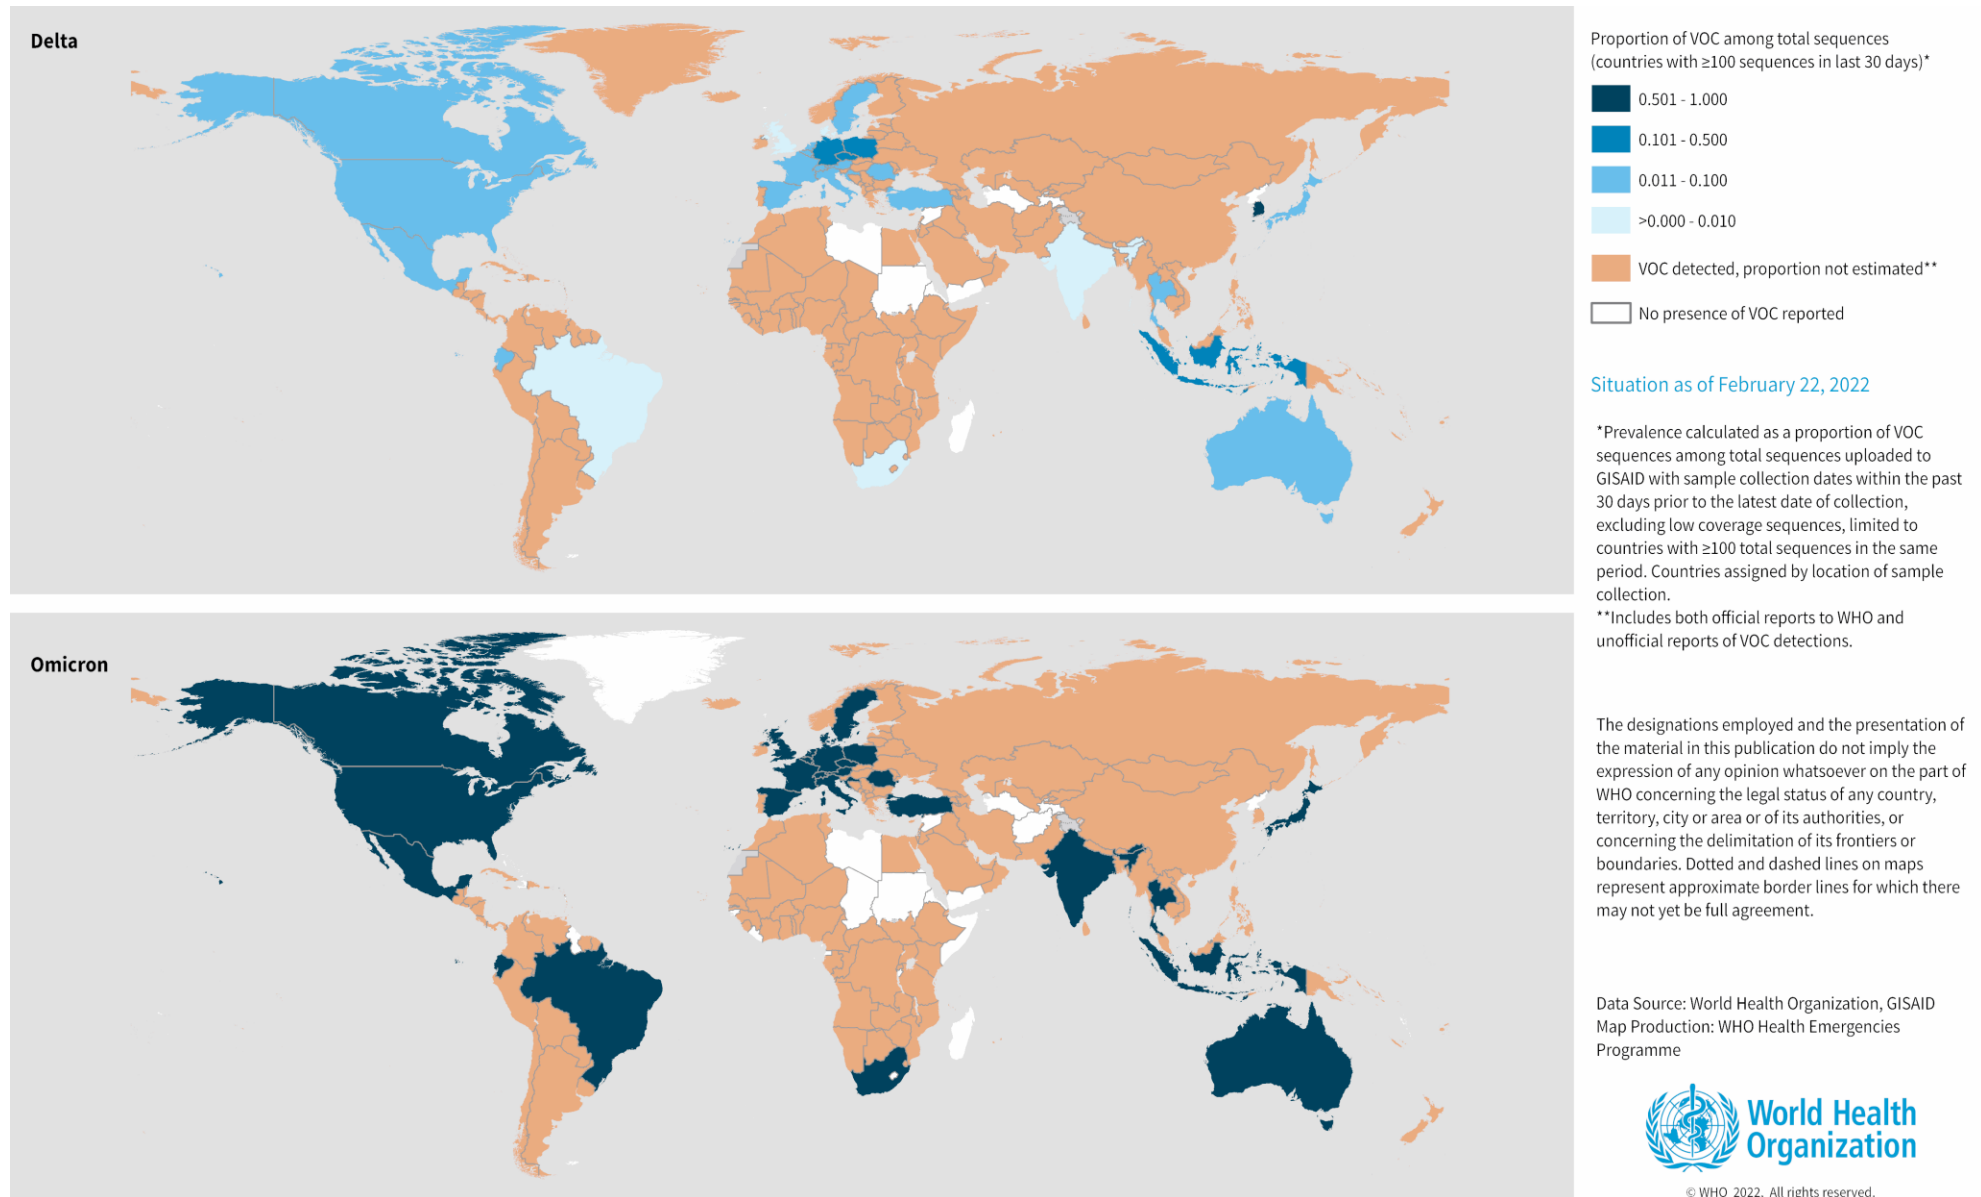 Delta
Proportion of VOC among total sequences
(countries with ≥100 sequences in last 30 days)*
0.501 - 1.000
0.101 - 0.500
0.011 - 0.100
>0.000 - 0.010
VOC detected, proportion not estimated**
No presence of VOC reported
Situation as of February 22, 2022
*Prevalence calculated as a proportion of VOC
sequences among total sequences uploaded to
GISAID with sample collection dates within the past
30 days prior to the latest date of collection,
excluding low coverage sequences, limited to
countries with ≥100 total sequences in the same
period. Countries assigned by location of sample
collection.
**Includes both official reports to WHO and
unofficial reports of VOC detections.
Omicron
The designations employed and the presentation of
the material in this publication do not imply the
expression of any opinion whatsoever on the part of
WHO concerning the legal status of any country,
territory, city or area or of its authorities, or
concerning the delimitation of its frontiers or
boundaries. Dotted and dashed lines on maps
represent approximate border lines for which there
may not yet be full agreement.
Data Source: World Health Organization, GISAID
Map Production: WHO Health Emergencies
Programme
World Health
Organization
© WHO 2022. All rights reserved.